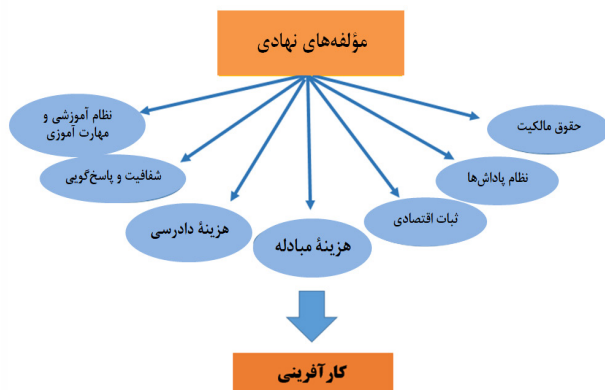 مؤلفه‌های نهادی
حقوق مالکیت
نظام پاداش‌ها
ثبات اقتصادی
هزینهٔ مبادله
هزینهٔ دادرسی
شفافیت و پاسخ‌گویی
نظام آموزشی و
مهارت آموزی
کارآفرینی